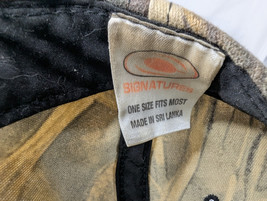 SIGNATURES
ONE SIZE FITS MOST
MADE IN SRI LANKA